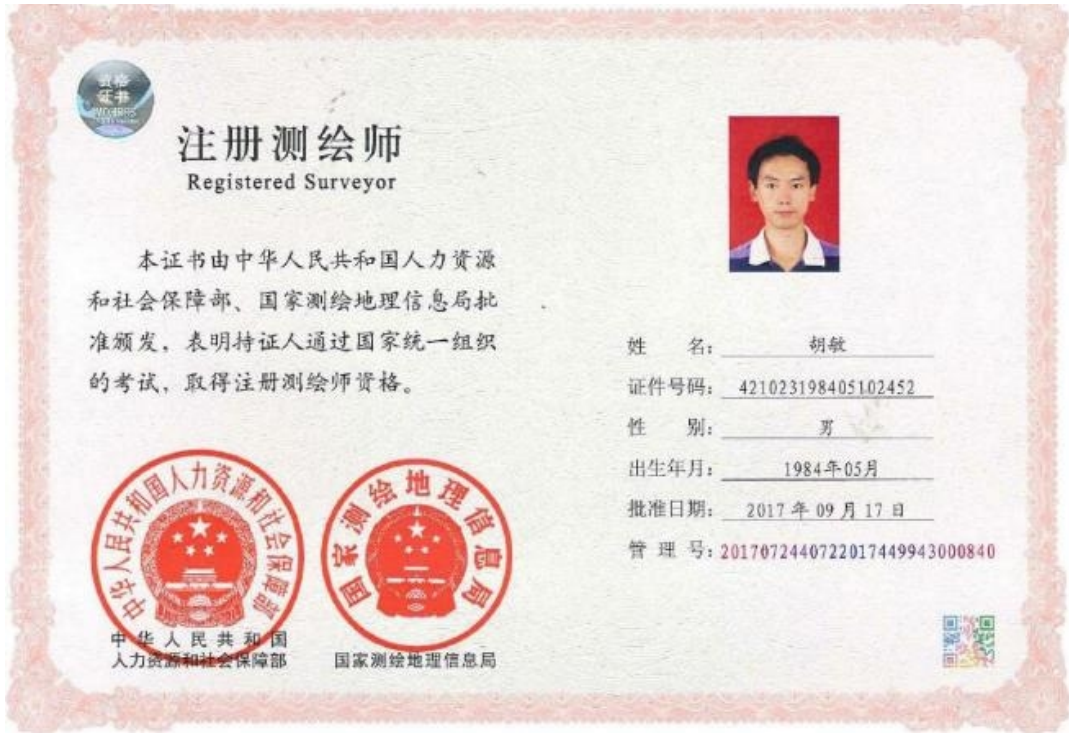 资格
证书
注册测绘师
Registered Surveyor
本证书由中华人民共和国人力资源
和社会保障部、国家测绘地理信息局批
准颁发，表明持证人通过国家统一组织
的考试，取得注册测绘师资格。
姓 名：胡敏
证件号码：421023198405102452
性 别：男
出生年月：1984年05月
批准日期：2017年09月17日
管 理 号：2017072440722017449943000840
中华人民共和国人力资源和社会保障部
国家测绘地理信息局
中华人民共和国
人力资源和社会保障部
国家测绘地理信息局